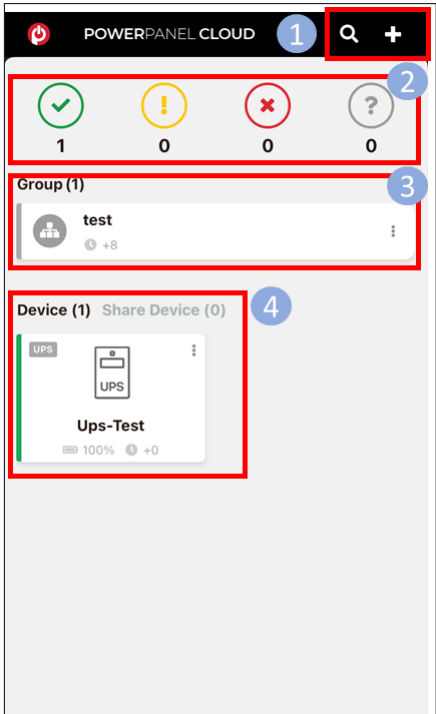 POWERPANEL CLOUD 1
2
1 0 0 0
Group (1) 3
test
+8
Device (1) Share Device (0) 4
UPS
UPS
Ups-Test
100% +0